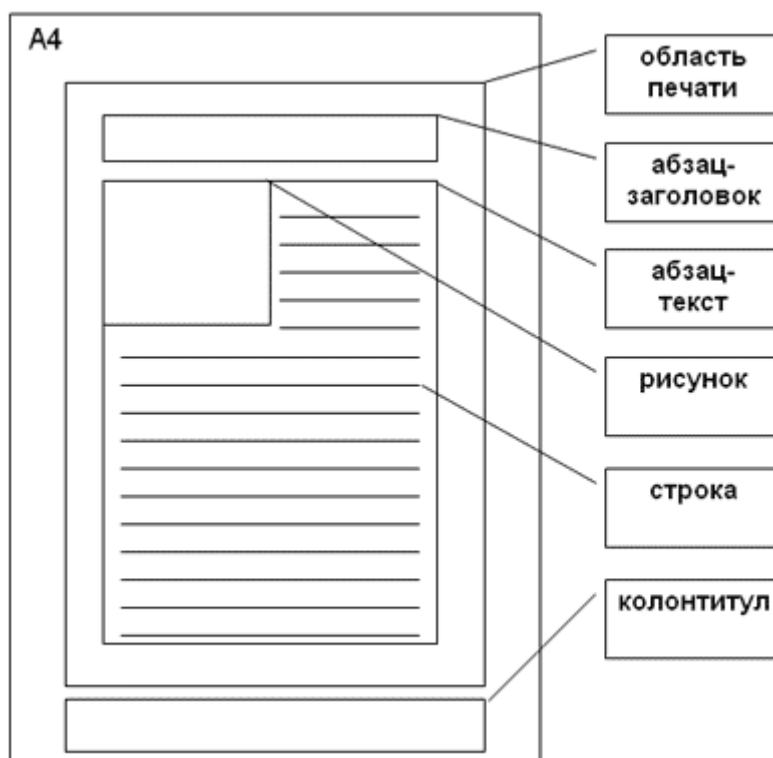 A4
область
печати
абзац-
заголовок
абзац-
текст
рисунок
строка
колонтитул